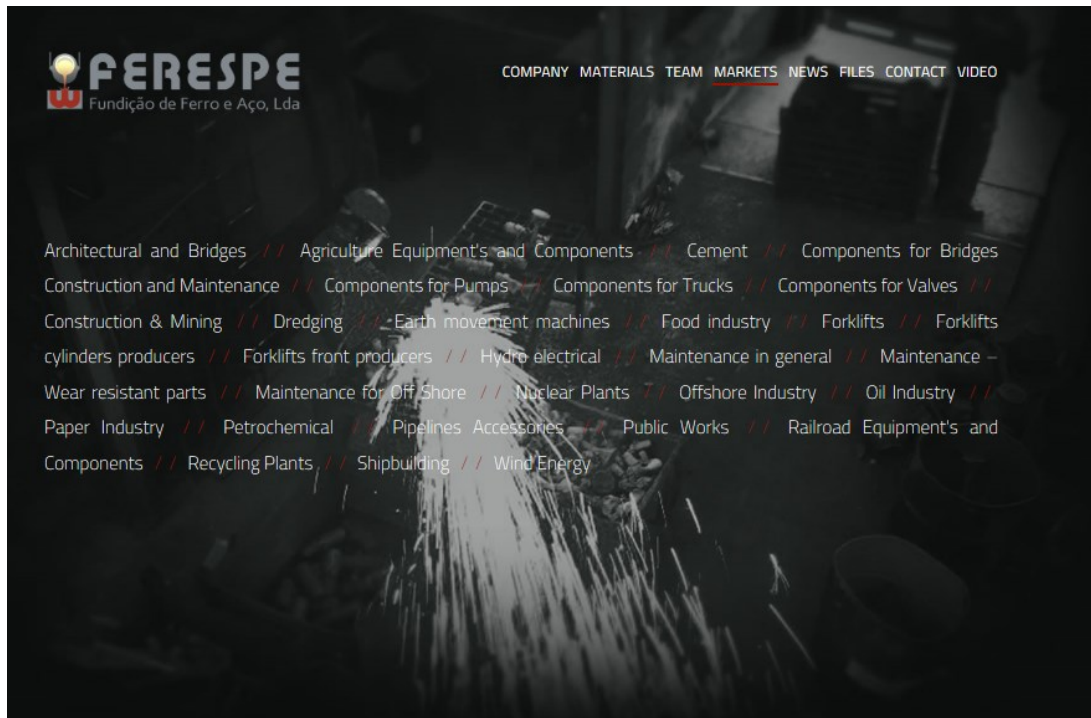 FERESPE
Fundição de Ferro e Aço, Lda
COMPANY MATERIALS TEAM MARKETS NEWS FILES CONTACT VIDEO
Architectural and Bridges // Agriculture Equipment's and Components // Cement // Components for Bridges
Construction and Maintenance // Components for Pumps // Components for Trucks // Components for Valves //
Construction & Mining // Dredging // Earth movement machines // Food industry // Forklifts // Forklifts
cylinders producers // Forklifts front producers // Hydro electrical // Maintenance in general // Maintenance –
Wear resistant parts // Maintenance for Off Shore // Nuclear Plants // Offshore Industry // Oil Industry //
Paper Industry // Petrochemical // Pipelines Accessories // Public Works // Railroad Equipment's and
Components // Recycling Plants // Shipbuilding // Wind Energy